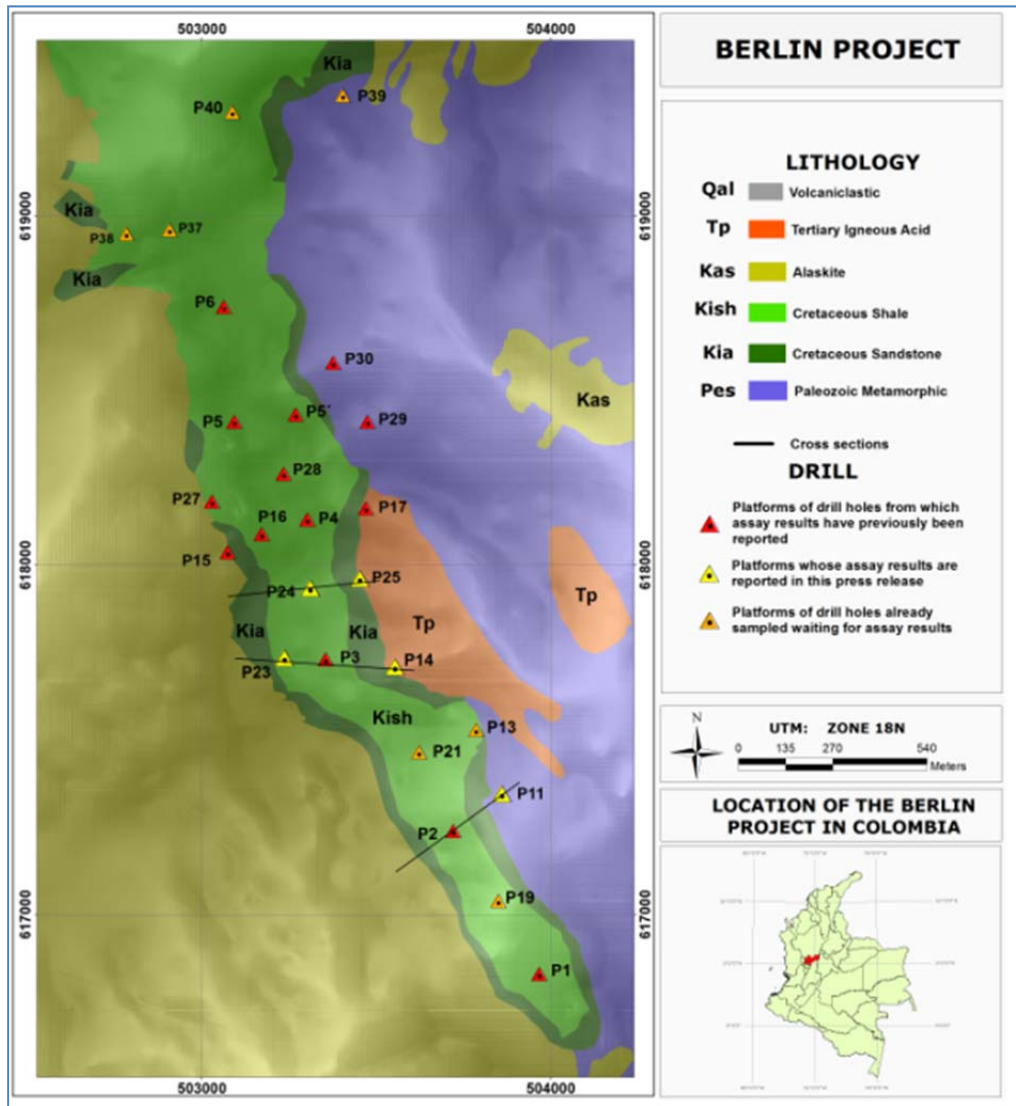 503000
504000
Kia
P39
P40
619000
619000
Kia
P38
P37
Kia
P6
P30
Kas
P5
P5´
P29
P28
P27
P16
P4
P17
P15
618000
618000
P25
P24
Tp
Kia
Kia
Tp
P23
P3
P14
Kish
P13
P21
P11
P2
P19
617000
617000
P1
503000
504000
BERLIN PROJECT
LITHOLOGY
Qal Volcaniclastic
Tp Tertiary Igneous Acid
Kas Alaskite
Kish Cretaceous Shale
Kia Cretaceous Sandstone
Pes Paleozoic Metamorphic
Cross sections
DRILL
Platforms of drill holes from which
assay results have previously been
reported
Platforms whose assay results are
reported in this press release
Platforms of drill holes already
sampled waiting for assay results
N
UTM: ZONE 18N
0 135 270 540
Meters
LOCATION OF THE BERLIN
PROJECT IN COLOMBIA